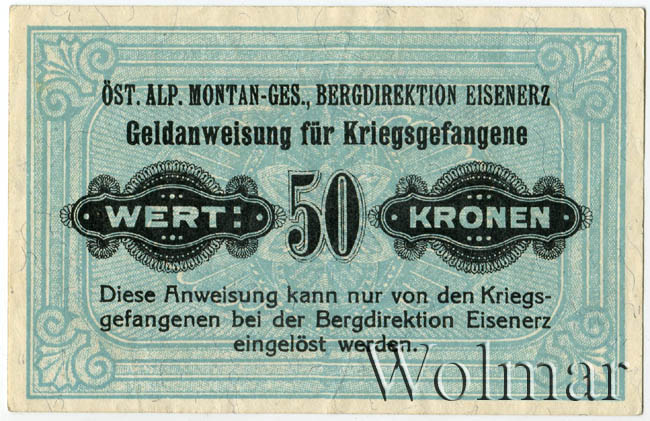 ÖST. ALP. MONTAN-GES., BERGDIREKTION EISENERZ
Geldanweisung für Kriegsgefangene
WERT: 50 KRONEN
Diese Anweisung kann nur von den Kriegs-
gefangenen bei der Bergdirektion Eisenerz
eingelöst werden.
Wolmar